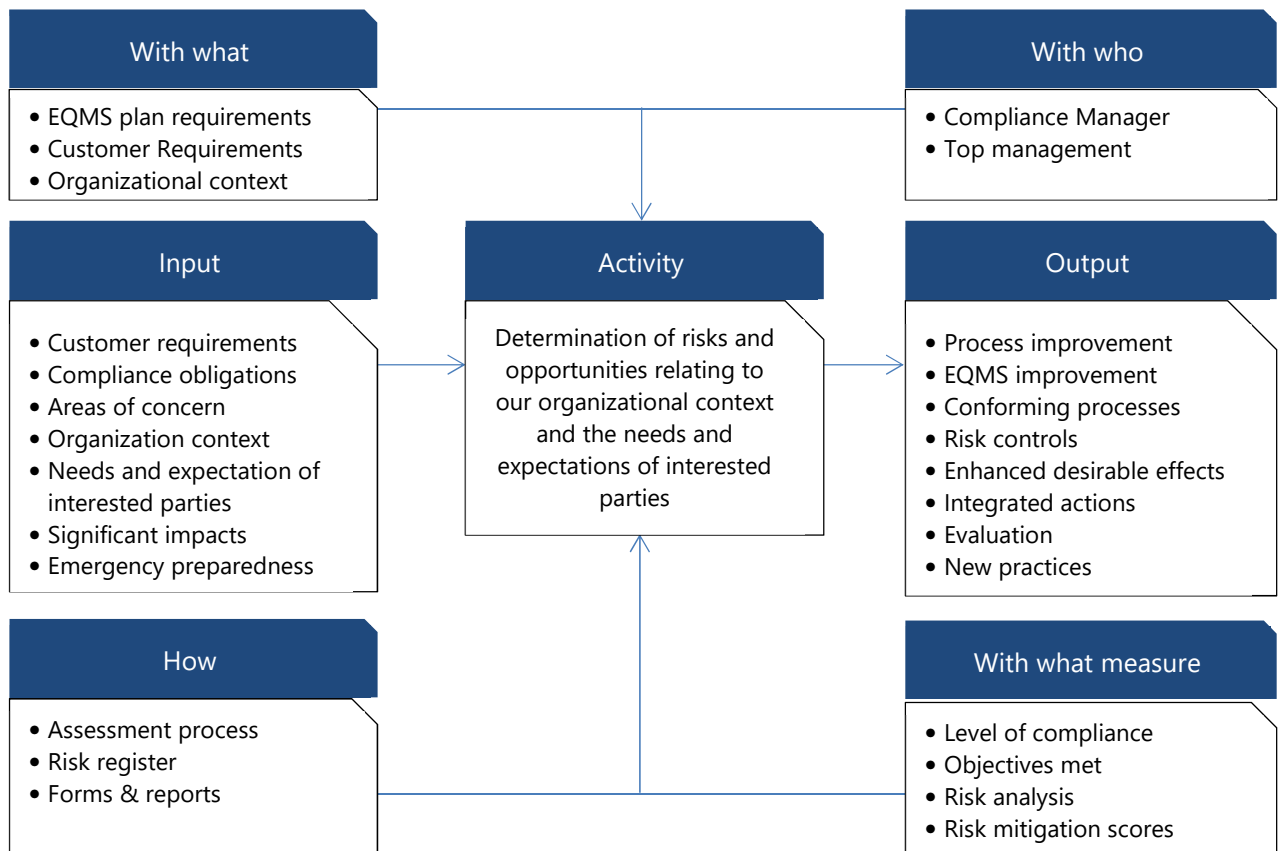 With what
• EQMS plan requirements
• Customer Requirements
• Organizational context
With who
• Compliance Manager
• Top management
Input
• Customer requirements
• Compliance obligations
• Areas of concern
• Organization context
• Needs and expectation of
interested parties
• Significant impacts
• Emergency preparedness
Activity
Determination of risks and
opportunities relating to
our organizational context
and the needs and
expectations of interested
parties
Output
• Process improvement
• EQMS improvement
• Conforming processes
• Risk controls
• Enhanced desirable effects
• Integrated actions
• Evaluation
• New practices
How
• Assessment process
• Risk register
• Forms & reports
With what measure
• Level of compliance
• Objectives met
• Risk analysis
• Risk mitigation scores